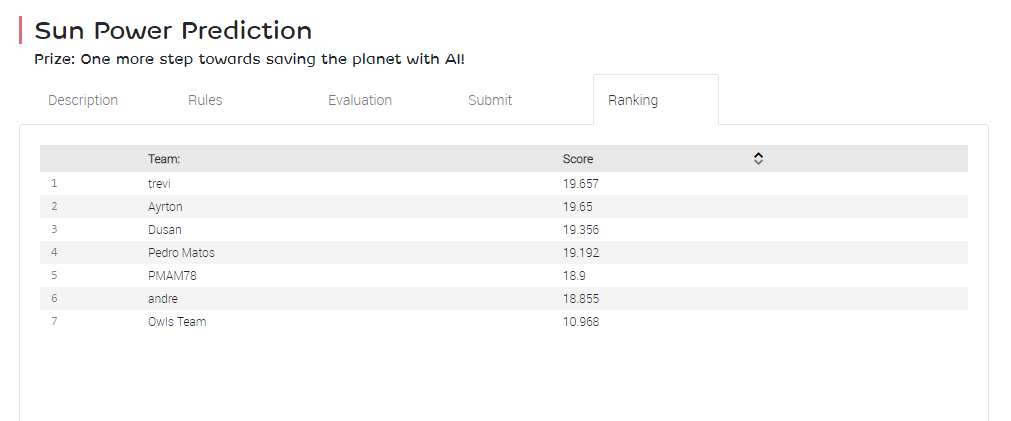 Sun Power Prediction
Prize: One more step towards saving the planet with AI!
Description Rules Evaluation Submit Ranking
Team: Score
1 trevi 19.657
2 Ayrton 19.65
3 Dusan 19.356
4 Pedro Matos 19.192
5 PMAM78 18.9
6 andre 18.855
7 Owls Team 10.968